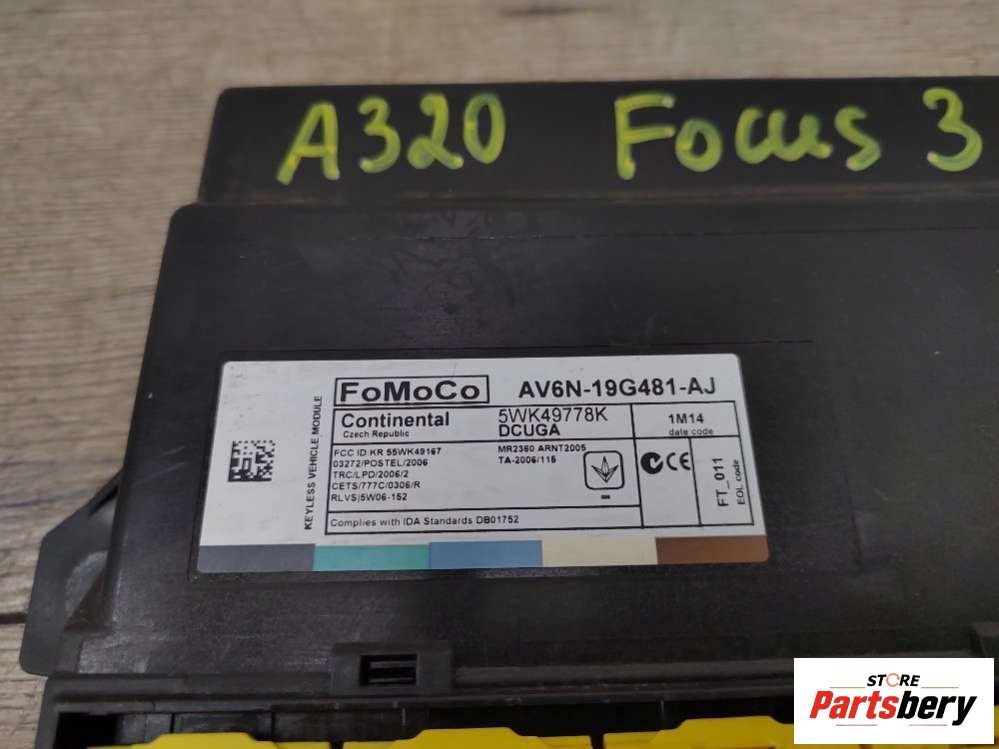 A320 Focus 3
KEYLESS VEHICLE MODULE
FoMoCo AV6N-19G481-AJ
Continental
Czech Republic
5WK49778K
DCUGA
1M14
date code
FCC ID:KR 55WK49167
03272/POSTEL/2006
TRC/LPD/2006/2
CETS/777C/0306/R
RLVS|5W06-152
MR2360 ARNT2005
TA-2006/115
CE
FT_011
EOL code
Complies with IDA Standards DB01752
STORE
Partsbery